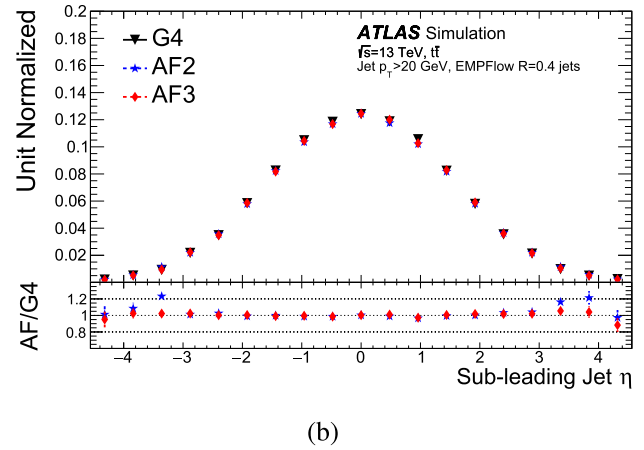 0.2
0.18
0.16
0.14
0.12
0.1
0.08
0.06
0.04
0.02
Unit Normalized
G4
AF2
AF3
ATLAS Simulation
√s=13 TeV, tt̄
Jet pT>20 GeV, EMPFlow R=0.4 jets
AF/G4
1.2
1
0.8
−4 −3 −2 −1 0 1 2 3 4
Sub-leading Jet η
(b)